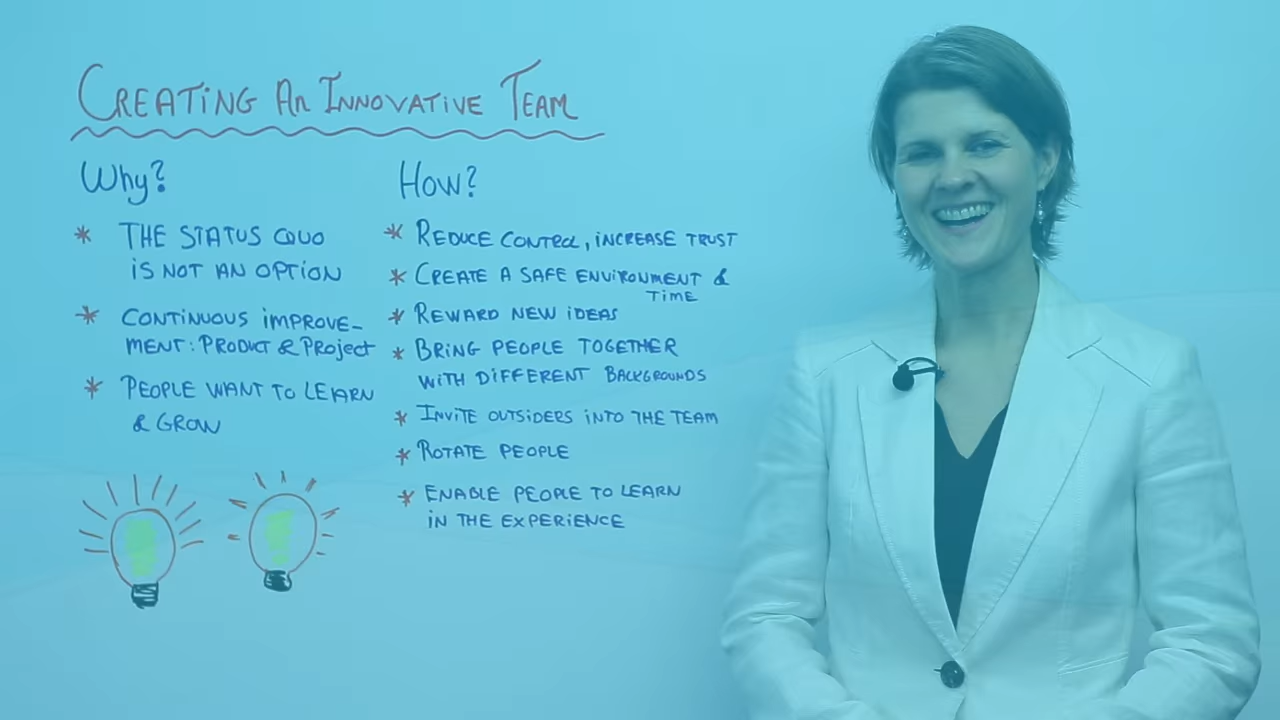 CREATING AN INNOVATIVE TEAM
Why?
* THE STATUS QUO
IS NOT AN OPTION
* CONTINUOUS IMPROVE-
MENT: PRODUCT & PROJECT
* PEOPLE WANT TO LEARN
& GROW
How?
* REDUCE CONTROL, INCREASE TRUST
* CREATE A SAFE ENVIRONMENT &
TIME
* REWARD NEW IDEAS
* BRING PEOPLE TOGETHER
WITH DIFFERENT BACKGROUNDS
* INVITE OUTSIDERS INTO THE TEAM
* ROTATE PEOPLE
* ENABLE PEOPLE TO LEARN
IN THE EXPERIENCE